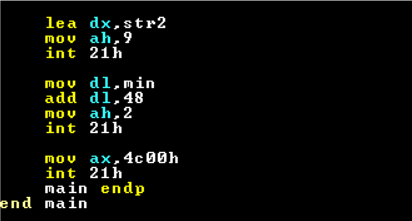 lea dx,str2
mov ah,9
int 21h
mov dl,min
add dl,48
mov ah,2
int 21h
mov ax,4c00h
int 21h
main endp
end main